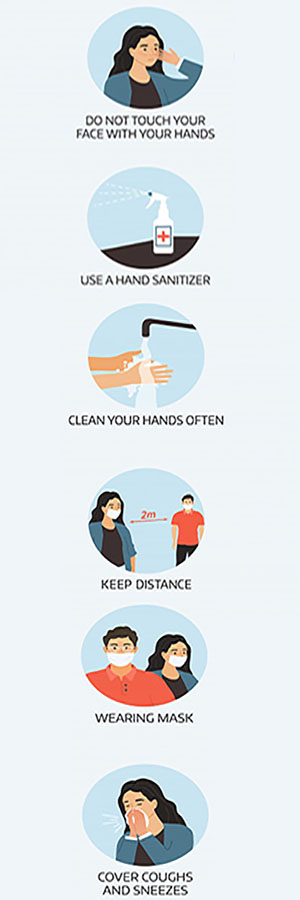 DO NOT TOUCH YOUR
FACE WITH YOUR HANDS
USE A HAND SANITIZER
CLEAN YOUR HANDS OFTEN
2m
KEEP DISTANCE
WEARING MASK
COVER COUGHS
AND SNEEZES